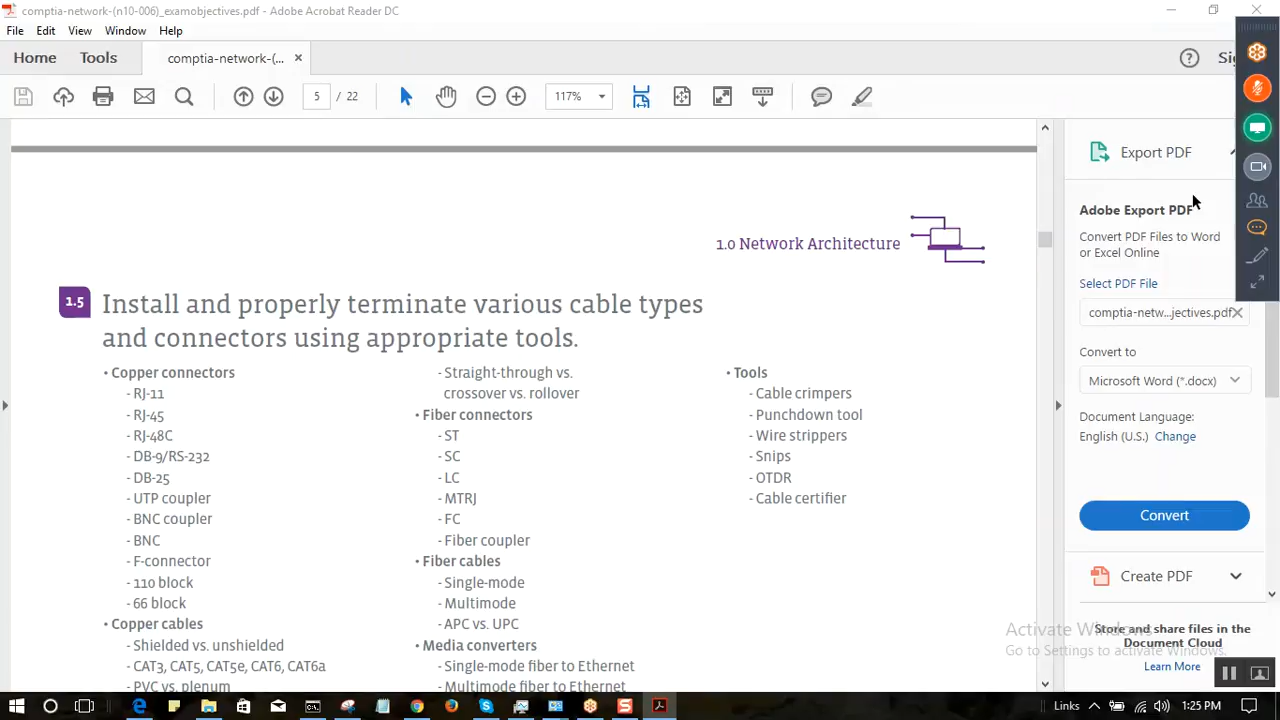 comptia-network-(n10-006)_examobjectives.pdf - Adobe Acrobat Reader DC
File Edit View Window Help
Home Tools comptia-network-(... ×
5 / 22 117%
1.0 Network Architecture
1.5 Install and properly terminate various cable types
and connectors using appropriate tools.
• Copper connectors
- RJ-11
- RJ-45
- RJ-48C
- DB-9/RS-232
- DB-25
- UTP coupler
- BNC coupler
- BNC
- F-connector
- 110 block
- 66 block
• Copper cables
- Shielded vs. unshielded
- CAT3, CAT5, CAT5e, CAT6, CAT6a
- PVC vs. plenum
- Straight-through vs.
crossover vs. rollover
• Fiber connectors
- ST
- SC
- LC
- MTRJ
- FC
- Fiber coupler
• Fiber cables
- Single-mode
- Multimode
- APC vs. UPC
• Media converters
- Single-mode fiber to Ethernet
- Multimode fiber to Ethernet
• Tools
- Cable crimpers
- Punchdown tool
- Wire strippers
- Snips
- OTDR
- Cable certifier
Export PDF
Adobe Export PDF
Convert PDF Files to Word
or Excel Online
Select PDF File
comptia-netw...jectives.pdf
Convert to
Microsoft Word (*.docx)
Document Language:
English (U.S.) Change
Convert
Create PDF
Store and share files in the
Document Cloud
Learn More
Activate Windows
Go to Settings to activate Windows.
Links 1:25 PM